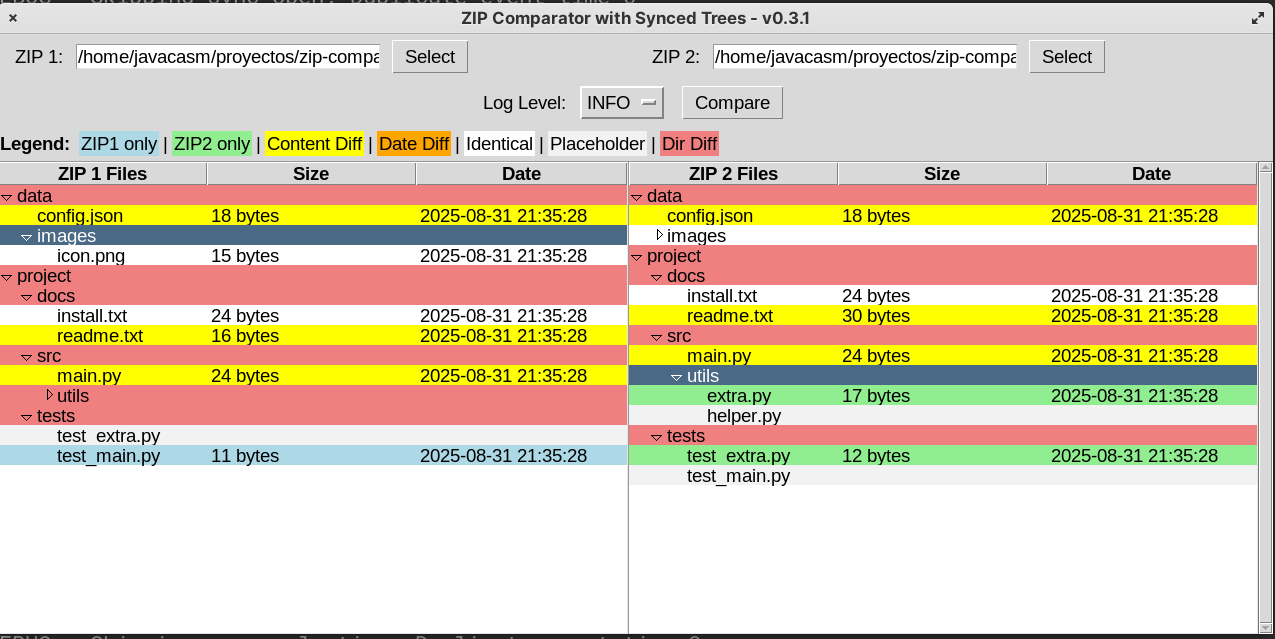 ZIP Comparator with Synced Trees - v0.3.1
ZIP 1: /home/javacasm/proyectos/zip-compa Select ZIP 2: /home/javacasm/proyectos/zip-compa Select
Log Level: INFO Compare
Legend: ZIP1 only | ZIP2 only | Content Diff | Date Diff | Identical | Placeholder | Dir Diff
ZIP 1 Files Size Date ZIP 2 Files Size Date
data data
config.json 18 bytes 2025-08-31 21:35:28 config.json 18 bytes 2025-08-31 21:35:28
images images
icon.png 15 bytes 2025-08-31 21:35:28 project
project docs
docs install.txt 24 bytes 2025-08-31 21:35:28
install.txt 24 bytes 2025-08-31 21:35:28 readme.txt 30 bytes 2025-08-31 21:35:28
readme.txt 16 bytes 2025-08-31 21:35:28 src
src main.py 24 bytes 2025-08-31 21:35:28
main.py 24 bytes 2025-08-31 21:35:28 utils
utils extra.py 17 bytes 2025-08-31 21:35:28
tests helper.py
test_extra.py tests
test_main.py 11 bytes 2025-08-31 21:35:28 test_extra.py 12 bytes 2025-08-31 21:35:28
test_main.py